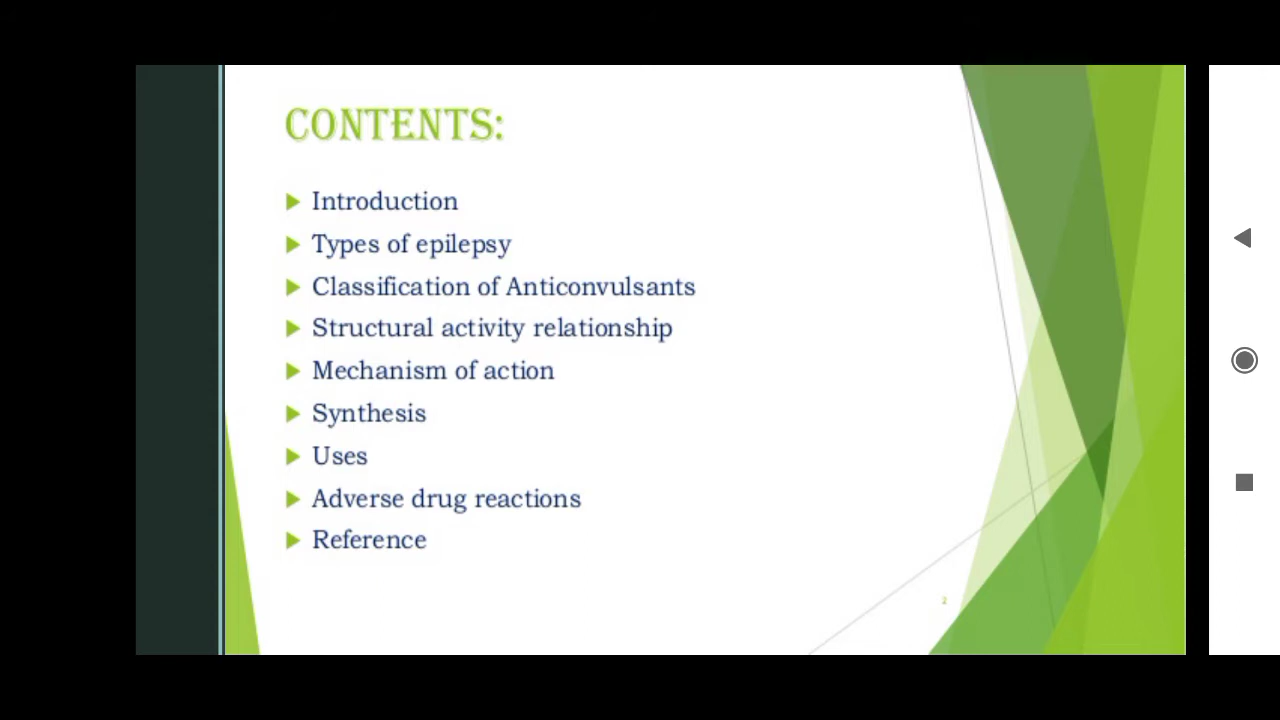 CONTENTS:
Introduction
Types of epilepsy
Classification of Anticonvulsants
Structural activity relationship
Mechanism of action
Synthesis
Uses
Adverse drug reactions
Reference
2